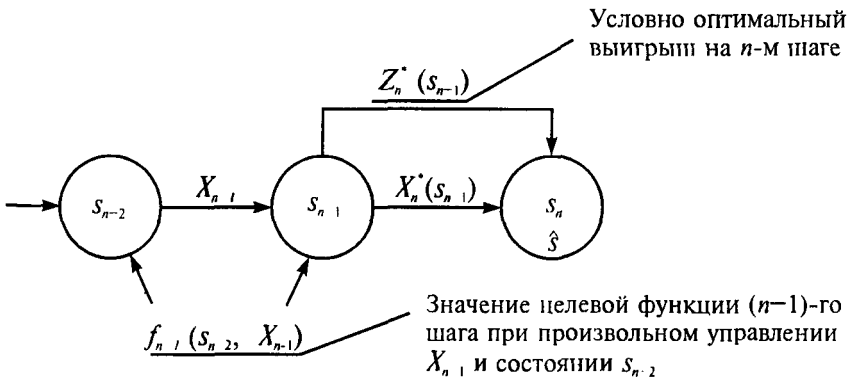 Условно оптимальный
выигрыш на n-м шаге
Z*ₙ (sₙ₋₁)
Xₙ₋₁
X*ₙ(sₙ₋₁)
sₙ₋₂
sₙ₋₁
sₙ
ŝ
fₙ₋₁ (sₙ₋₂, Xₙ₋₁)
Значение целевой функции (n−1)-го
шага при произвольном управлении
Xₙ₋₁ и состоянии sₙ₋₂